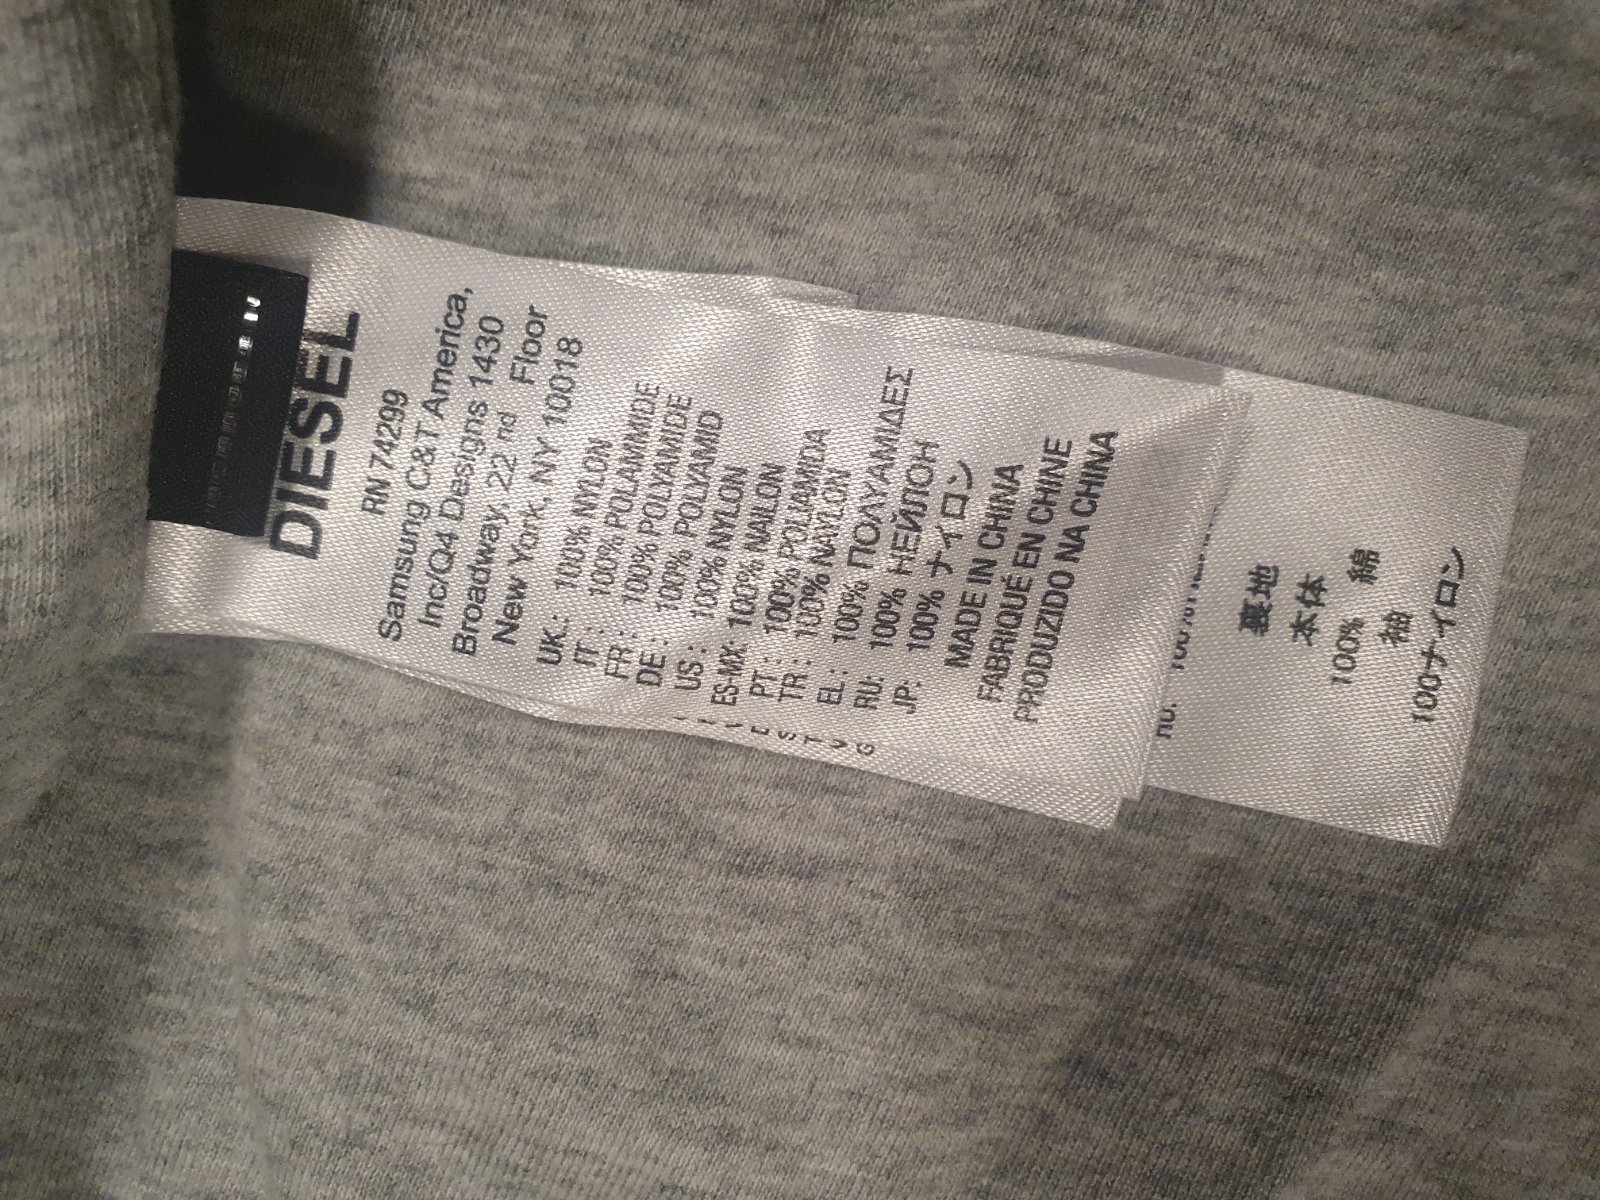 DIESEL
RN 74299
Samsung C&T America,
Inc/Q4 Designs 1430
Broadway, 22 nd Floor
New York, NY 10018
UK.: 100% NYLON
IT : 100% POLAMMIDE
FR : 100% POLYAMIDE
DE : 100% POLYAMID
US : 100% NYLON
ES-MX: 100% NAILON
PT : 100% POLIAMIDA
TR : 100% NAYLON
EL : 100% ΠΟΛΥΑΜΙΔΕΣ
RU: 100% НЕЙЛОН
JP: 100% ナイロン
MADE IN CHINA
FABRIQUÉ EN CHINE
PRODUZIDO NA CHINA
裏地
本体
100% 綿
袖
100ナイロン